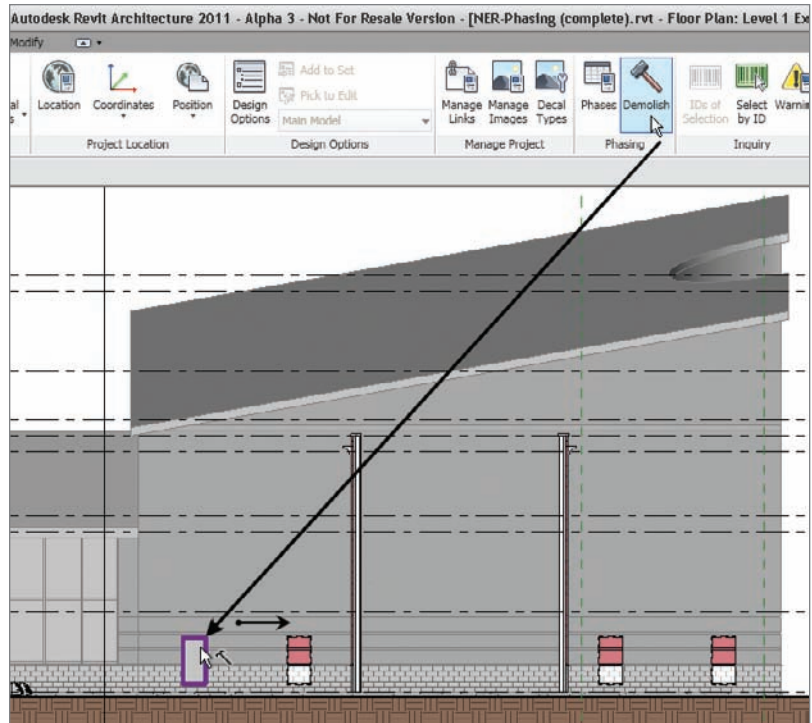 Autodesk Revit Architecture 2011 - Alpha 3 - Not For Resale Version - [NER-Phasing (complete).rvt - Floor Plan: Level 1 Ex
Modify
Location
Coordinates
Position
Project Location
Design Options
Add to Set
Pick to Edit
Main Model
Design Options
Manage Links
Manage Images
Decal Types
Manage Project
Phases
Demolish
Phasing
IDs of Selection
Select by ID
Inquiry